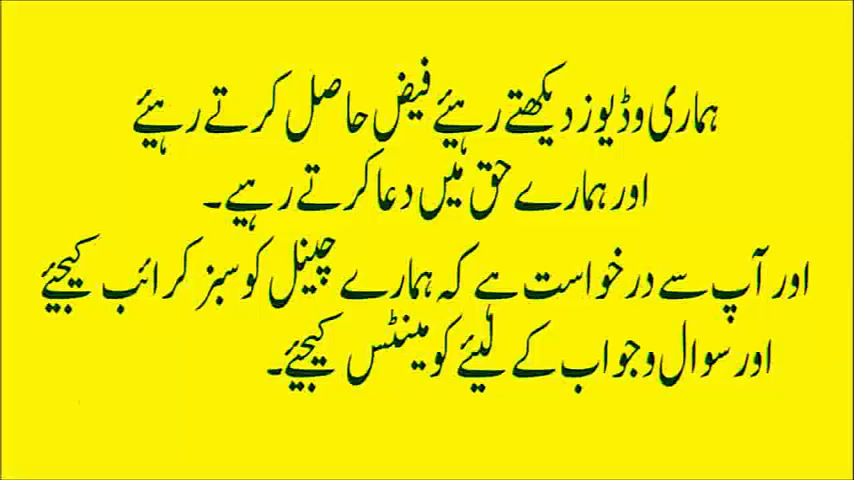 ہماری وڈیوز دیکھتے رہیئے فیض حاصل کرتے رہیئے
اور ہمارے حق میں دعا کرتے رہیے۔
اور آپ سے درخواست ہے کہ ہمارے چینل کو سبز کرائب کیجیئے
اور سوال و جواب کے لیئے کومینٹس کیجیئے۔